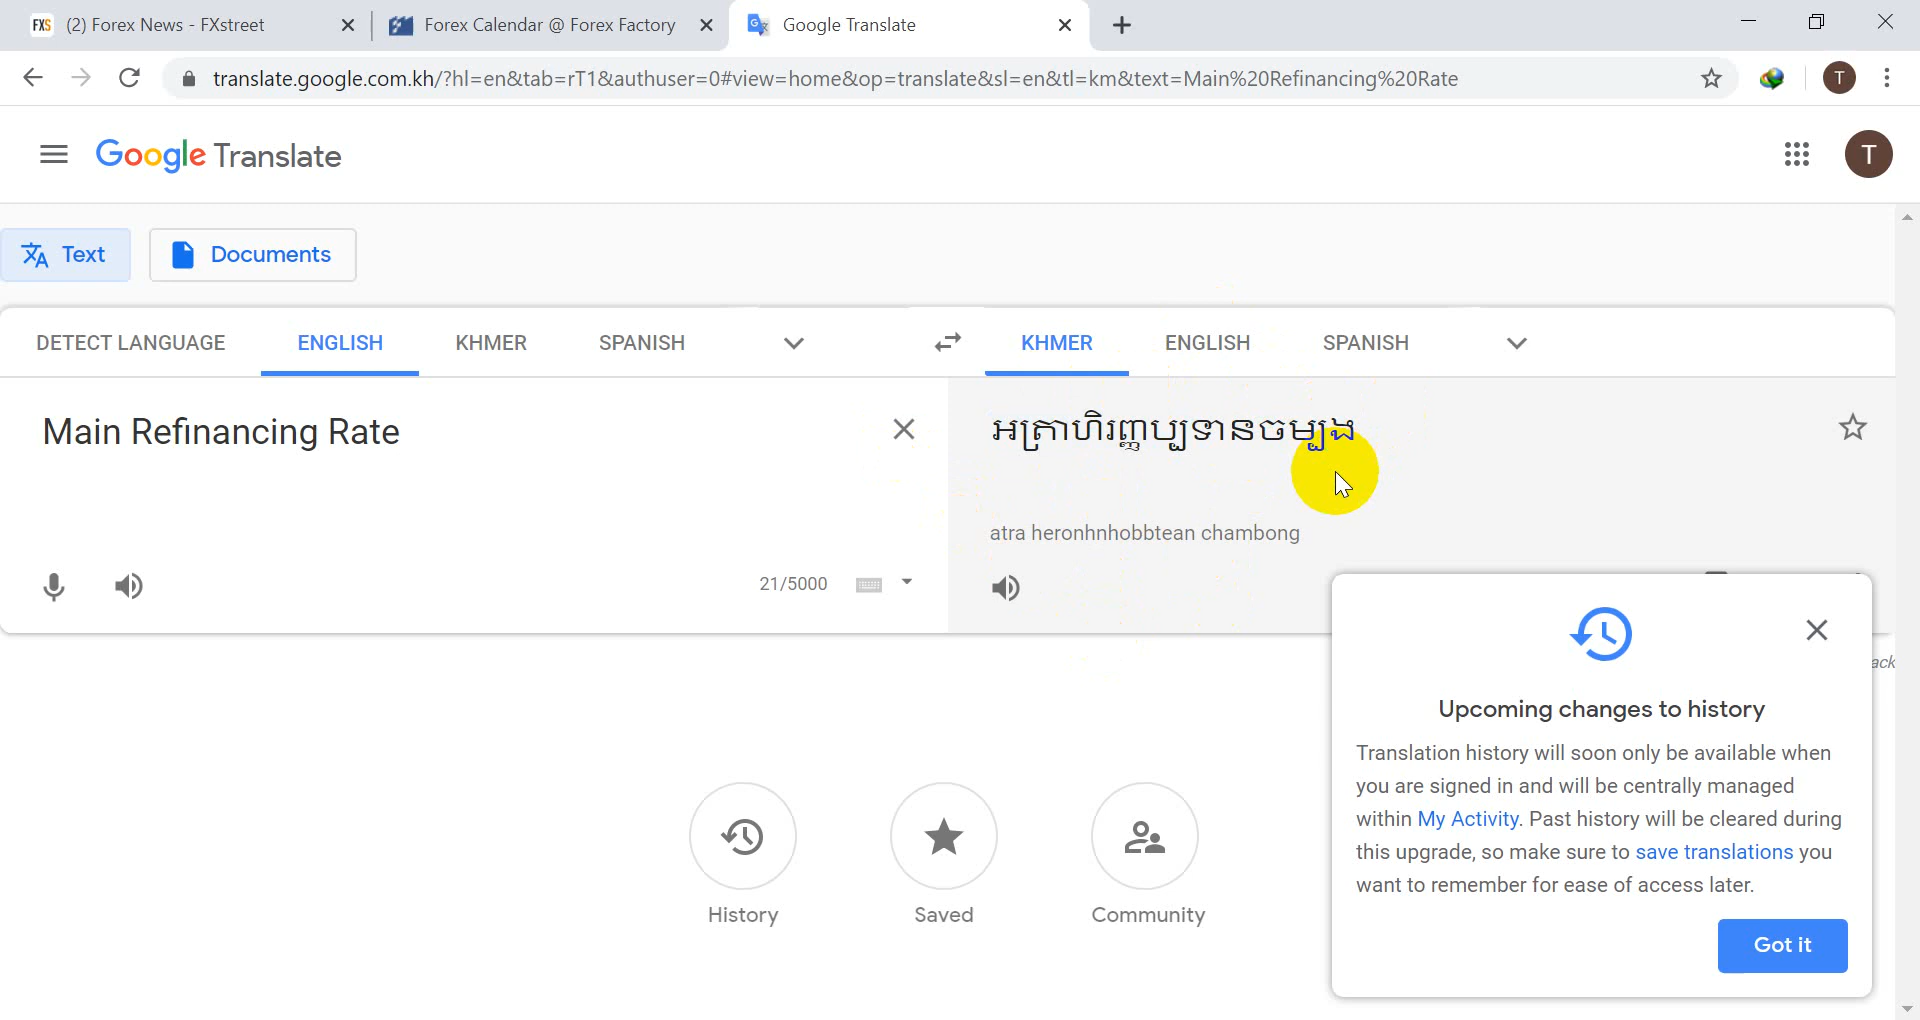 FXS (2) Forex News - FXstreet
Forex Calendar @ Forex Factory
Google Translate
translate.google.com.kh/?hl=en&tab=rT1&authuser=0#view=home&op=translate&sl=en&tl=km&text=Main%20Refinancing%20Rate
T
Google Translate
T
Text
Documents
DETECT LANGUAGE ENGLISH KHMER SPANISH
KHMER ENGLISH SPANISH
Main Refinancing Rate
អត្រាហិរញ្ញប្បទានចម្បង
atra heronhnhobbtean chambong
21/5000
ack
Upcoming changes to history
Translation history will soon only be available when
you are signed in and will be centrally managed
within My Activity. Past history will be cleared during
this upgrade, so make sure to save translations you
want to remember for ease of access later.
Got it
History
Saved
Community